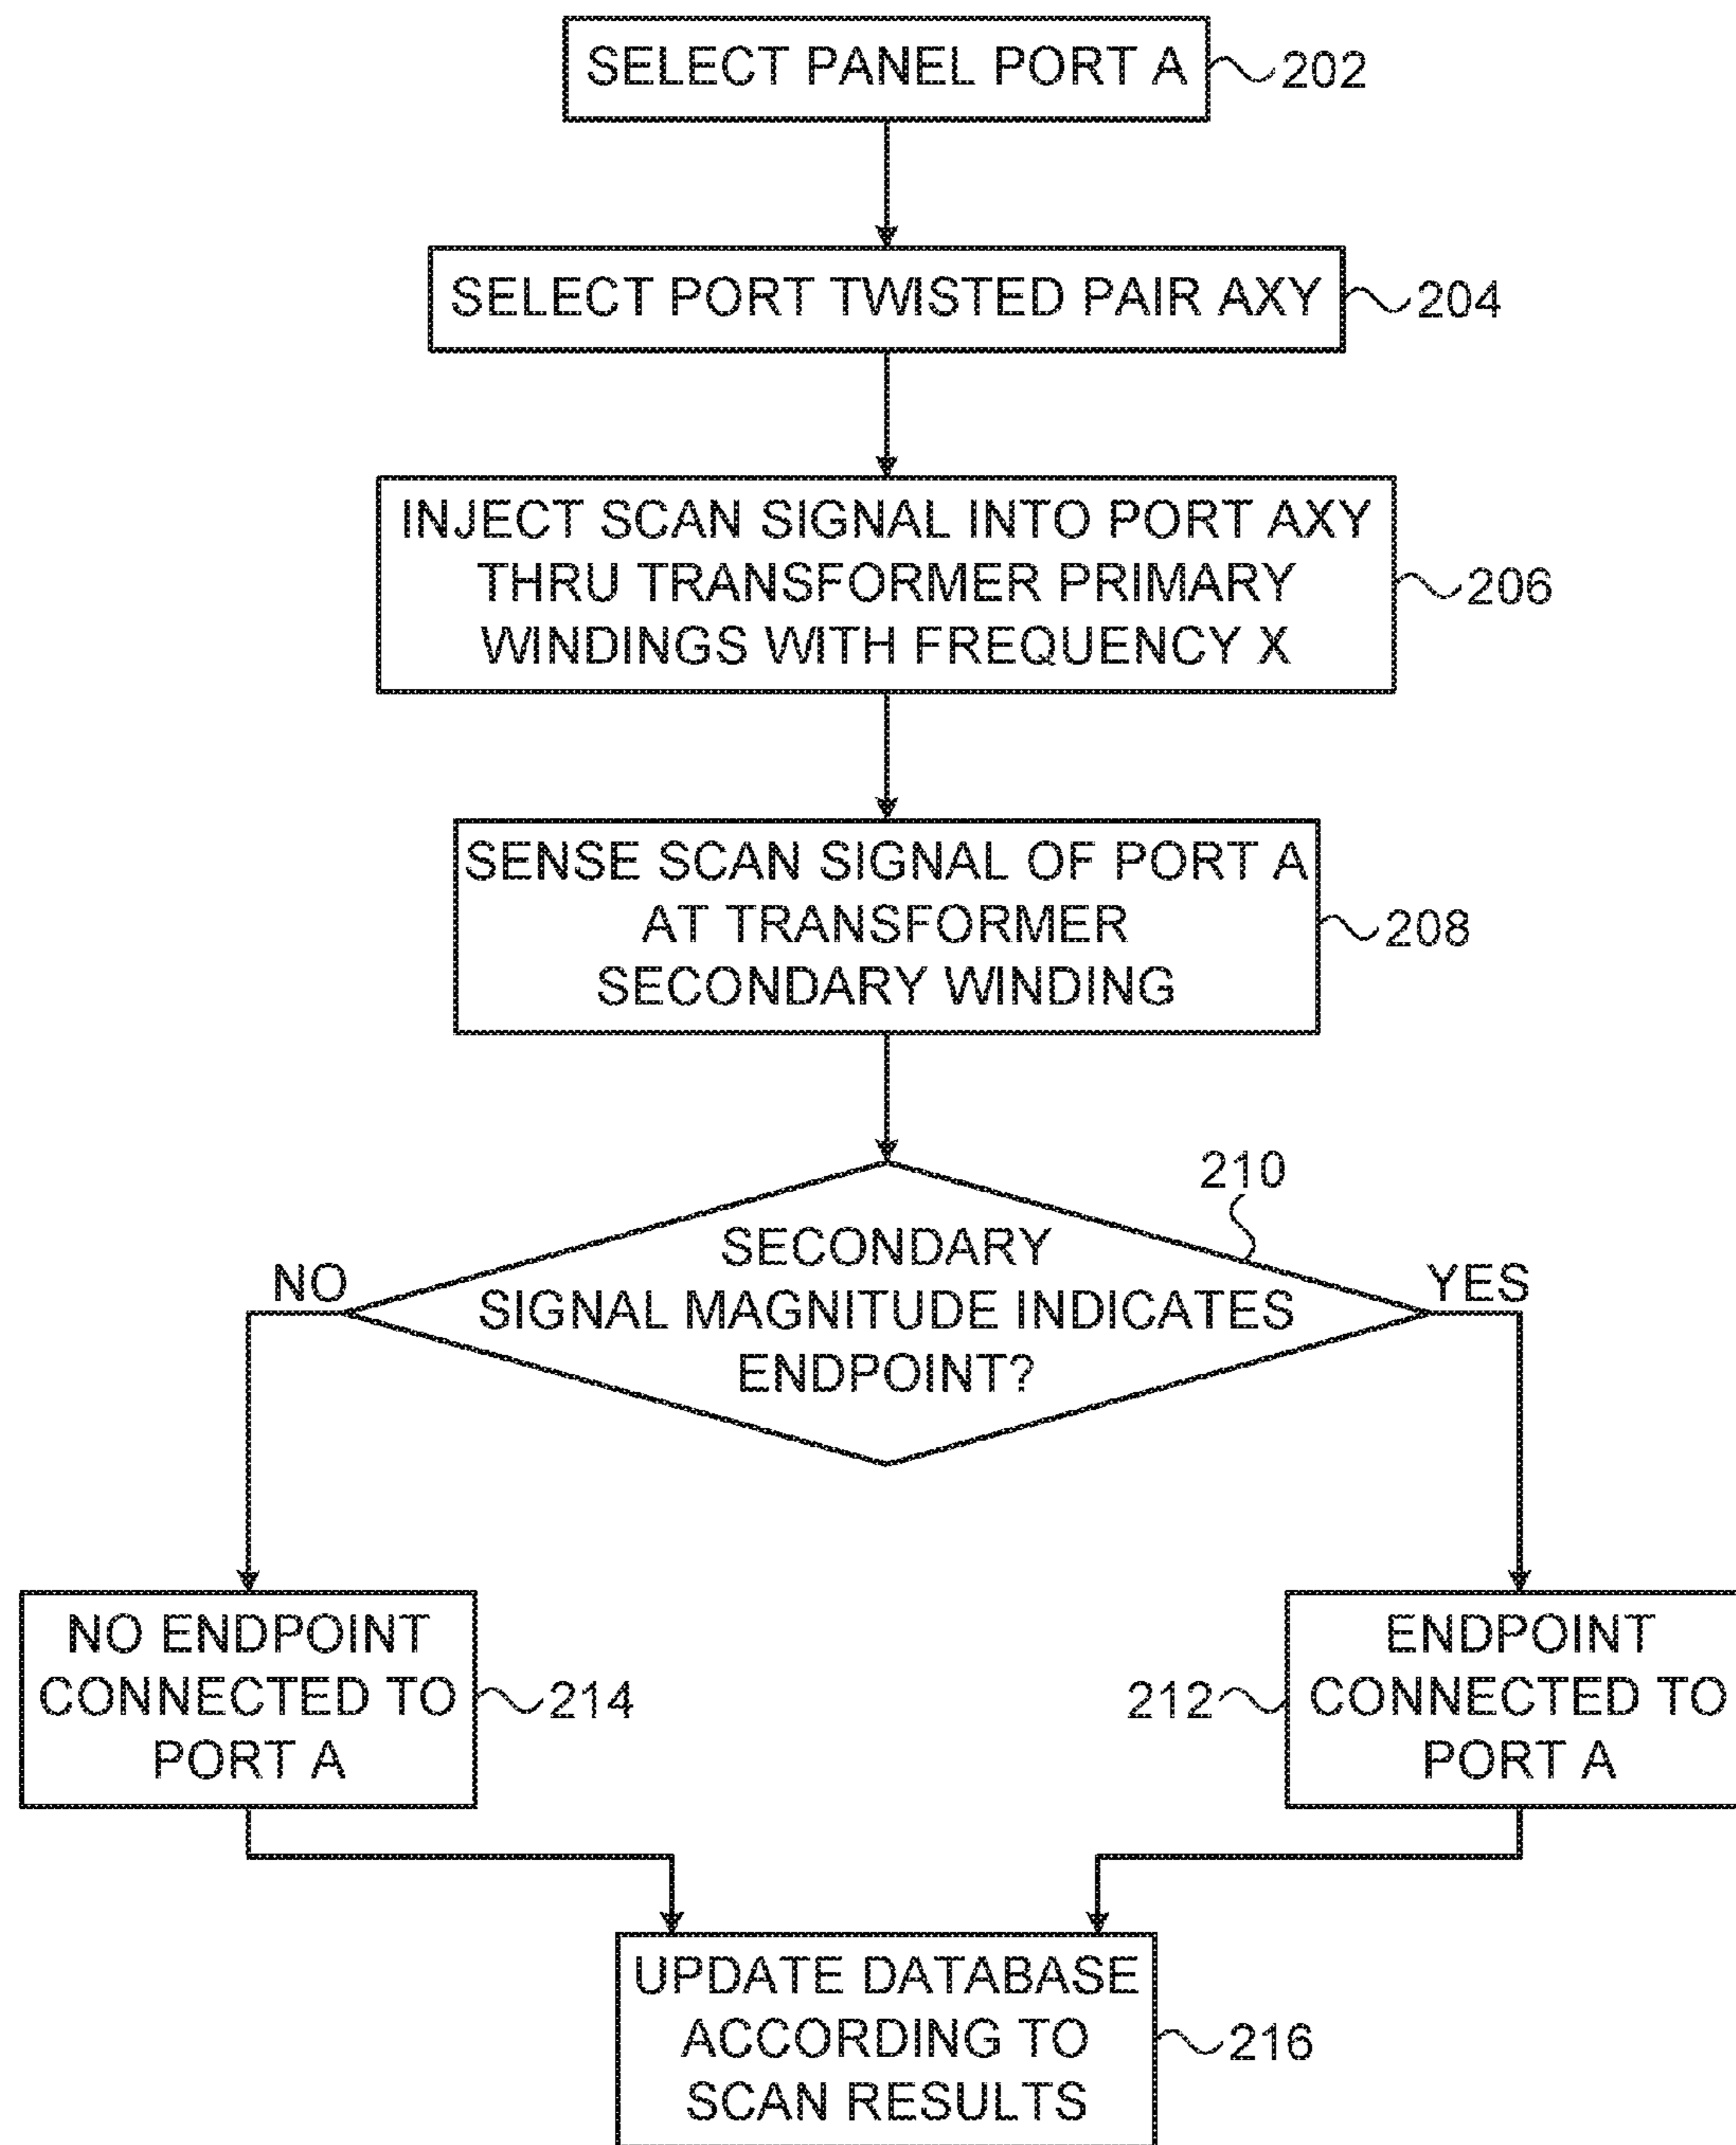 SELECT PANEL PORT A
202
SELECT PORT TWISTED PAIR AXY
204
INJECT SCAN SIGNAL INTO PORT AXY
THRU TRANSFORMER PRIMARY
WINDINGS WITH FREQUENCY X
206
SENSE SCAN SIGNAL OF PORT A
AT TRANSFORMER
SECONDARY WINDING
208
210
SECONDARY
SIGNAL MAGNITUDE INDICATES
ENDPOINT?
NO
YES
NO ENDPOINT
CONNECTED TO
PORT A
214
212
ENDPOINT
CONNECTED TO
PORT A
UPDATE DATABASE
ACCORDING TO
SCAN RESULTS
216